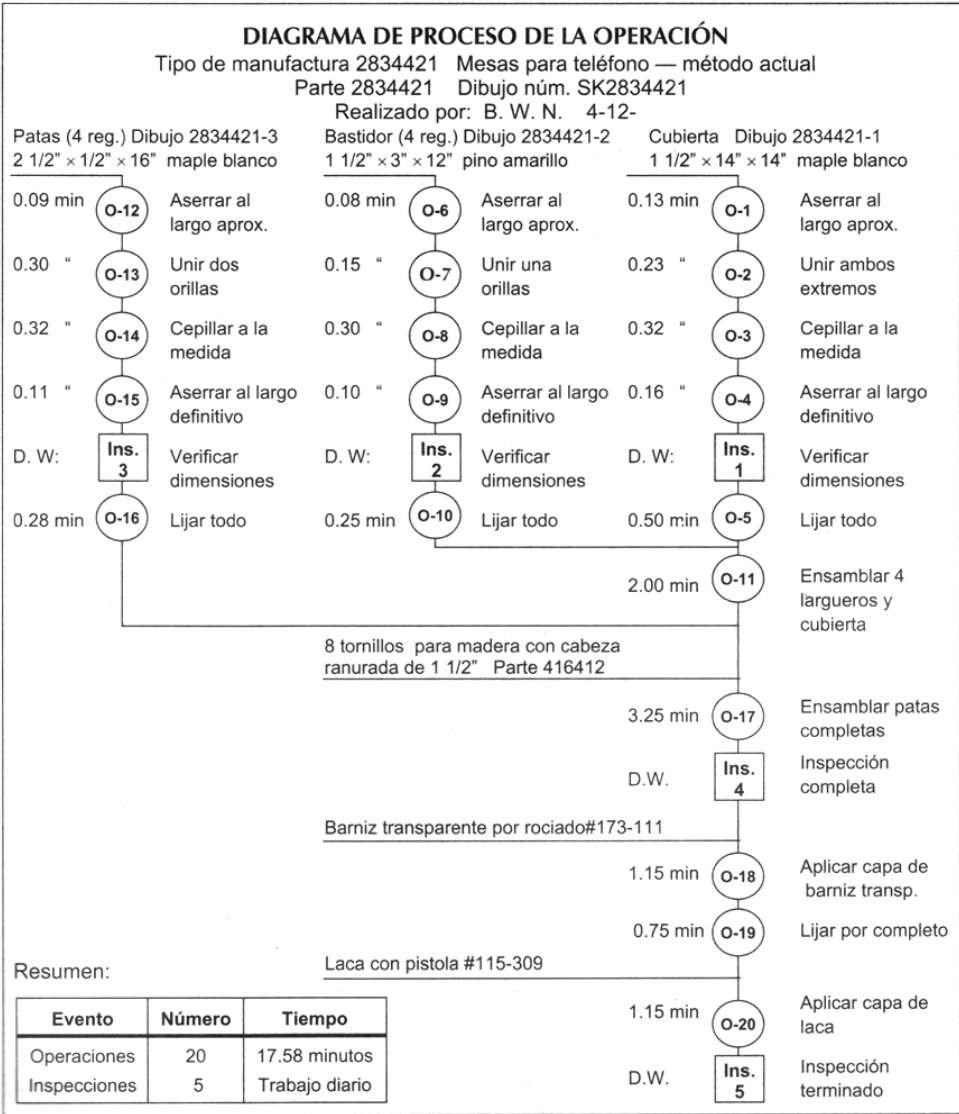 DIAGRAMA DE PROCESO DE LA OPERACIÓN
Tipo de manufactura 2834421 Mesas para teléfono — método actual
Parte 2834421 Dibujo núm. SK2834421
Realizado por: B. W. N. 4-12-
Patas (4 reg.) Dibujo 2834421-3
2 1/2” × 1/2” × 16” maple blanco
0.09 min O-12 Aserrar al
largo aprox.
0.30 “ O-13 Unir dos
orillas
0.32 “ O-14 Cepillar a la
medida
0.11 “ O-15 Aserrar al largo
definitivo
D. W: Ins.
3 Verificar
dimensiones
0.28 min O-16 Lijar todo
Bastidor (4 reg.) Dibujo 2834421-2
1 1/2” × 3” × 12” pino amarillo
0.08 min O-6 Aserrar al
largo aprox.
0.15 “ O-7 Unir una
orillas
0.30 “ O-8 Cepillar a la
medida
0.10 “ O-9 Aserrar al largo
definitivo
D. W: Ins.
2 Verificar
dimensiones
0.25 min O-10 Lijar todo
Cubierta Dibujo 2834421-1
1 1/2” × 14” × 14” maple blanco
0.13 min O-1 Aserrar al
largo aprox.
0.23 “ O-2 Unir ambos
extremos
0.32 “ O-3 Cepillar a la
medida
0.16 “ O-4 Aserrar al largo
definitivo
D. W: Ins.
1 Verificar
dimensiones
0.50 min O-5 Lijar todo
2.00 min O-11 Ensamblar 4
largueros y
cubierta
8 tornillos para madera con cabeza
ranurada de 1 1/2” Parte 416412
3.25 min O-17 Ensamblar patas
completas
D.W. Ins.
4 Inspección
completa
Barniz transparente por rociado#173-111
1.15 min O-18 Aplicar capa de
barniz transp.
0.75 min O-19 Lijar por completo
Laca con pistola #115-309
1.15 min O-20 Aplicar capa de
laca
D.W. Ins.
5 Inspección
terminado
Resumen:
Evento Número Tiempo
Operaciones 20 17.58 minutos
Inspecciones 5 Trabajo diario